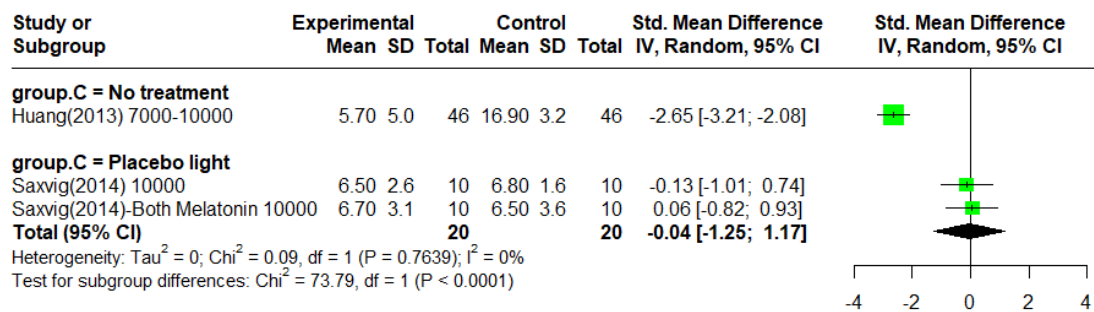 Study or Experimental Control Std. Mean Difference Std. Mean Difference
Subgroup Mean SD Total Mean SD Total IV, Random, 95% CI IV, Random, 95% CI
group.C = No treatment
Huang(2013) 7000-10000 5.70 5.0 46 16.90 3.2 46 -2.65 [-3.21; -2.08]
group.C = Placebo light
Saxvig(2014) 10000 6.50 2.6 10 6.80 1.6 10 -0.13 [-1.01; 0.74]
Saxvig(2014)-Both Melatonin 10000 6.70 3.1 10 6.50 3.6 10 0.06 [-0.82; 0.93]
Total (95% CI) 20 20 -0.04 [-1.25; 1.17]
Heterogeneity: Tau² = 0; Chi² = 0.09, df = 1 (P = 0.7639); I² = 0%
Test for subgroup differences: Chi² = 73.79, df = 1 (P < 0.0001)
-4 -2 0 2 4